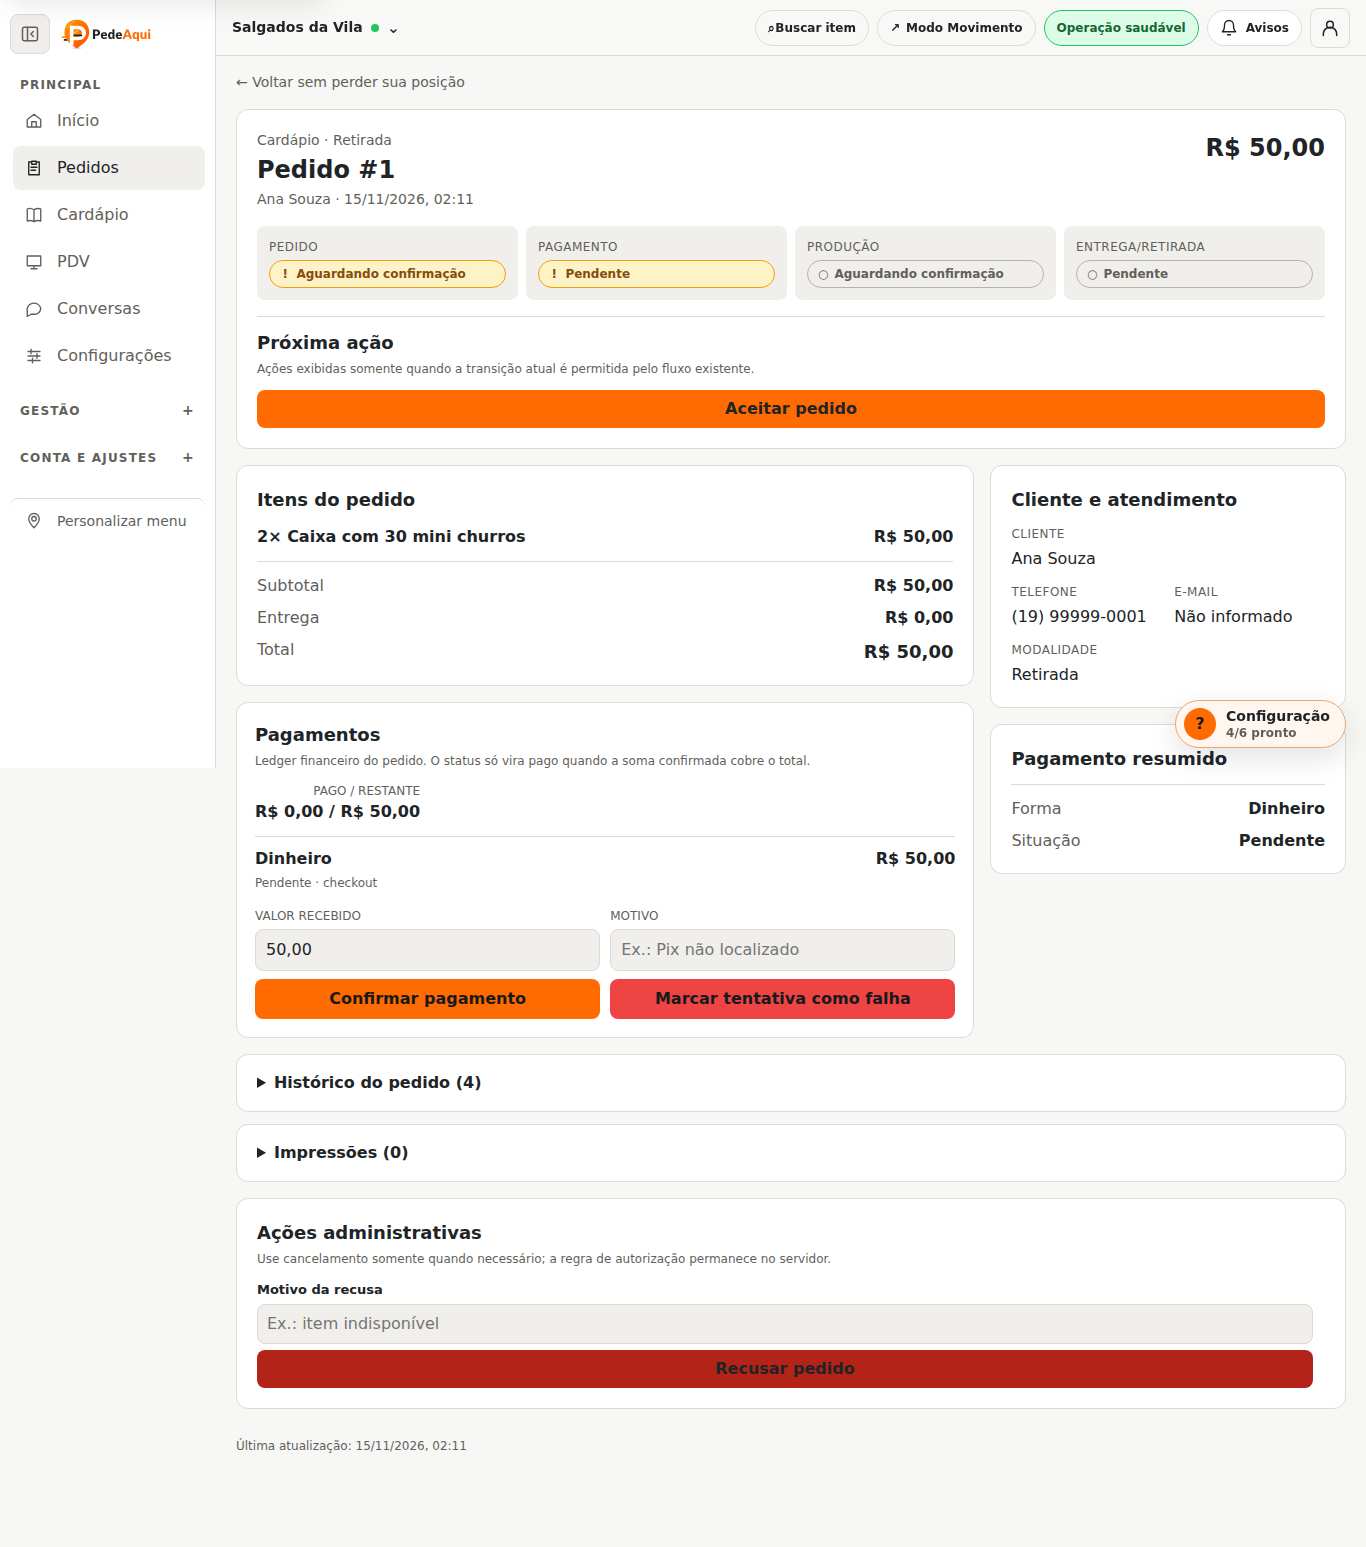 PedeAqui
PRINCIPAL
Início
Pedidos
Cardápio
PDV
Conversas
Configurações
GESTÃO +
CONTA E AJUSTES +
Personalizar menu
Salgados da Vila
Buscar item
↗ Modo Movimento
Operação saudável
Avisos
← Voltar sem perder sua posição
Cardápio · Retirada
R$ 50,00
Pedido #1
Ana Souza · 15/11/2026, 02:11
PEDIDO
! Aguardando confirmação
PAGAMENTO
! Pendente
PRODUÇÃO
○ Aguardando confirmação
ENTREGA/RETIRADA
○ Pendente
Próxima ação
Ações exibidas somente quando a transição atual é permitida pelo fluxo existente.
Aceitar pedido
Itens do pedido
2× Caixa com 30 mini churros R$ 50,00
Subtotal R$ 50,00
Entrega R$ 0,00
Total R$ 50,00
Cliente e atendimento
CLIENTE
Ana Souza
TELEFONE E-MAIL
(19) 99999-0001 Não informado
MODALIDADE
Retirada
? Configuração
4/6 pronto
Pagamentos
Ledger financeiro do pedido. O status só vira pago quando a soma confirmada cobre o total.
PAGO / RESTANTE
R$ 0,00 / R$ 50,00
Dinheiro R$ 50,00
Pendente · checkout
VALOR RECEBIDO MOTIVO
50,00 Ex.: Pix não localizado
Confirmar pagamento Marcar tentativa como falha
Pagamento resumido
Forma Dinheiro
Situação Pendente
▶ Histórico do pedido (4)
▶ Impressões (0)
Ações administrativas
Use cancelamento somente quando necessário; a regra de autorização permanece no servidor.
Motivo da recusa
Ex.: item indisponível
Recusar pedido
Última atualização: 15/11/2026, 02:11